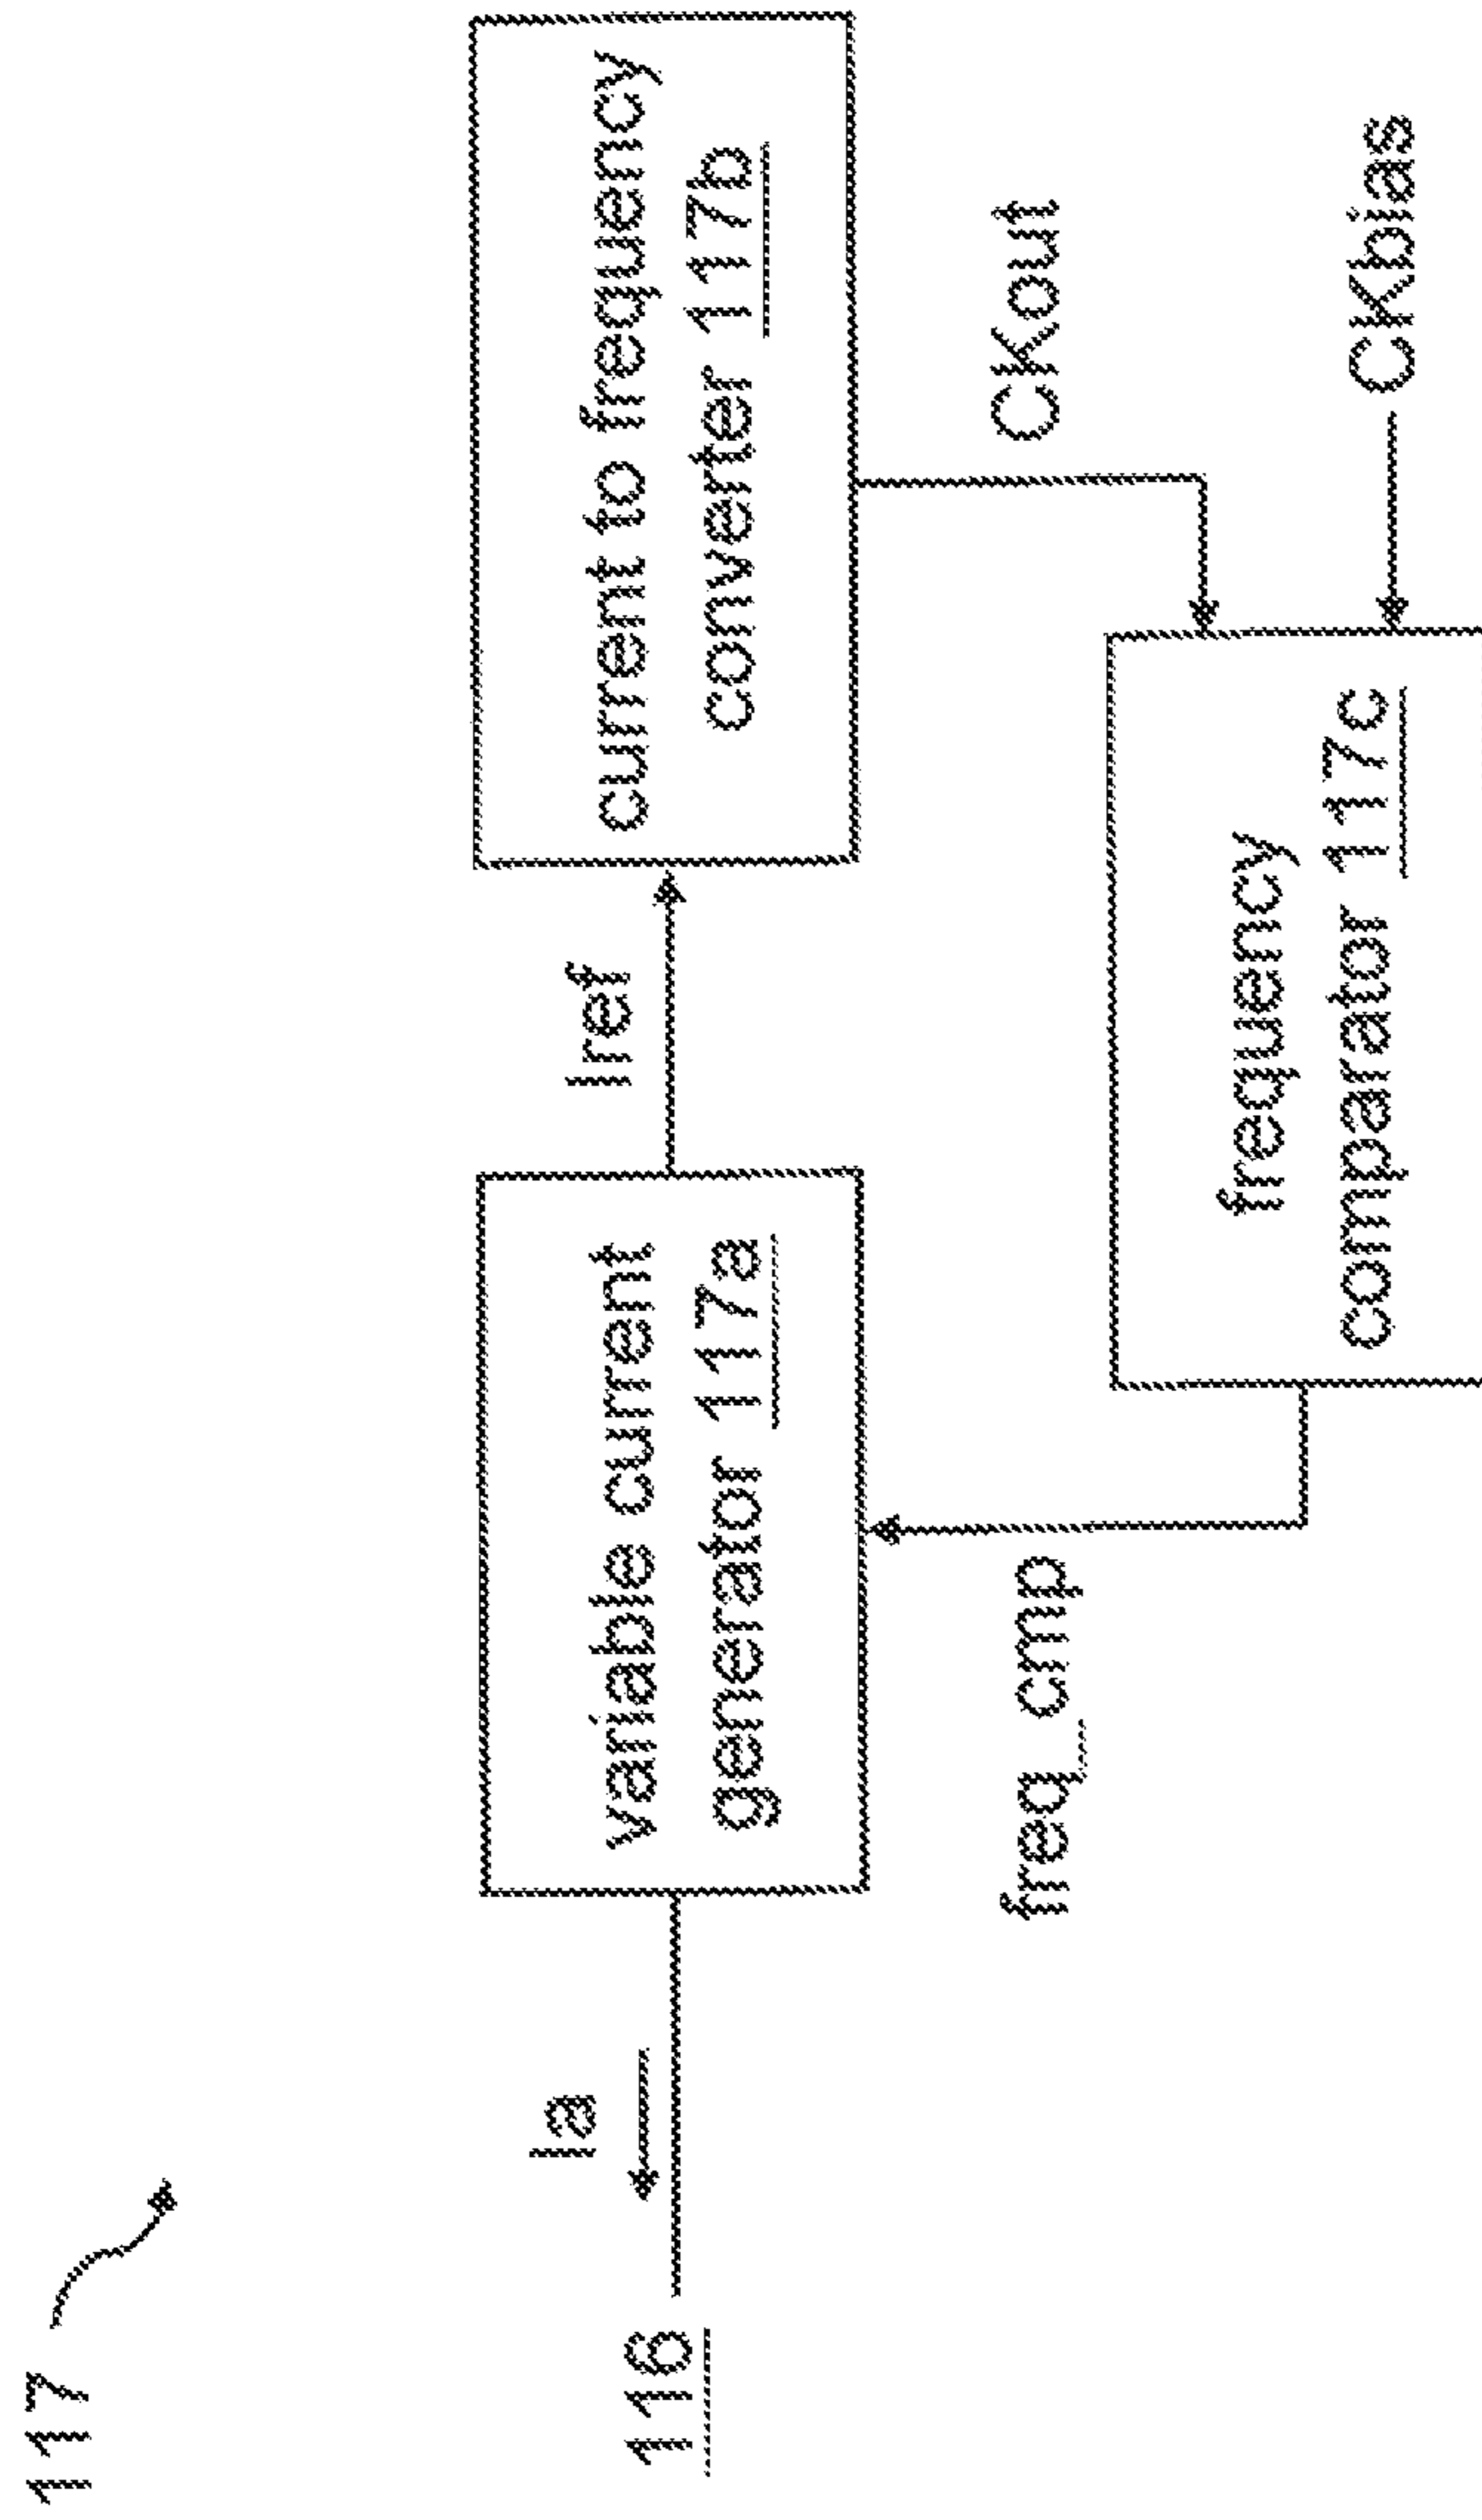 117
116
Ia
variable current
generator 117a
Iref
current to frequency
converter 117b
freq_cmp
CKout
frequency
comparator 117c
CKbias